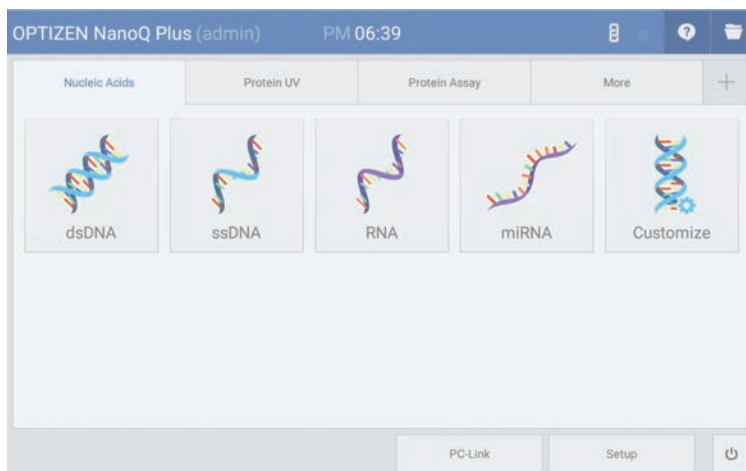 OPTIZEN NanoQ Plus (admin) PM 06:39
Nucleic Acids Protein UV Protein Assay More
dsDNA ssDNA RNA miRNA Customize
PC-Link Setup